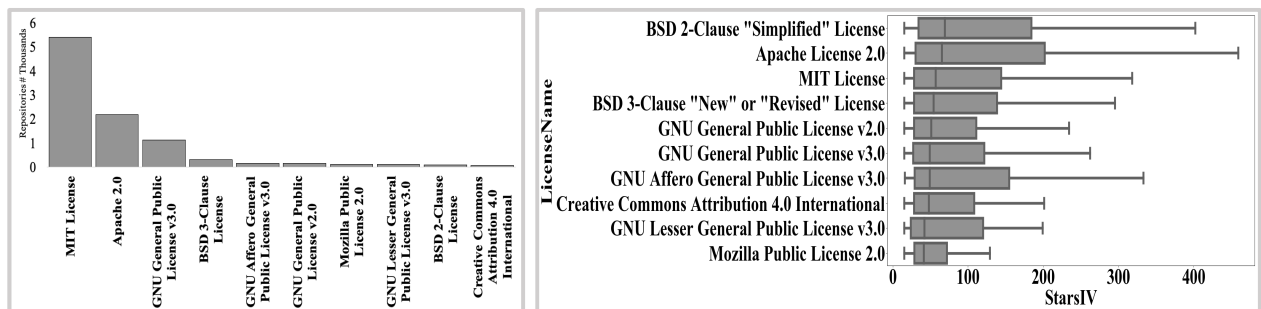 6
5
4
3
2
1
0
Repositories # Thousands
MIT License
Apache 2.0
GNU General Public
License v3.0
BSD 3-Clause
License
GNU Affero General
Public License v3.0
GNU General Public
License v2.0
Mozilla Public
License 2.0
GNU Lesser General
Public License v3.0
BSD 2-Clause
License
Creative Commons
Attribution 4.0
International
LicenseName
BSD 2-Clause "Simplified" License
Apache License 2.0
MIT License
BSD 3-Clause "New" or "Revised" License
GNU General Public License v2.0
GNU General Public License v3.0
GNU Affero General Public License v3.0
Creative Commons Attribution 4.0 International
GNU Lesser General Public License v3.0
Mozilla Public License 2.0
0 100 200 300 400
StarsIV